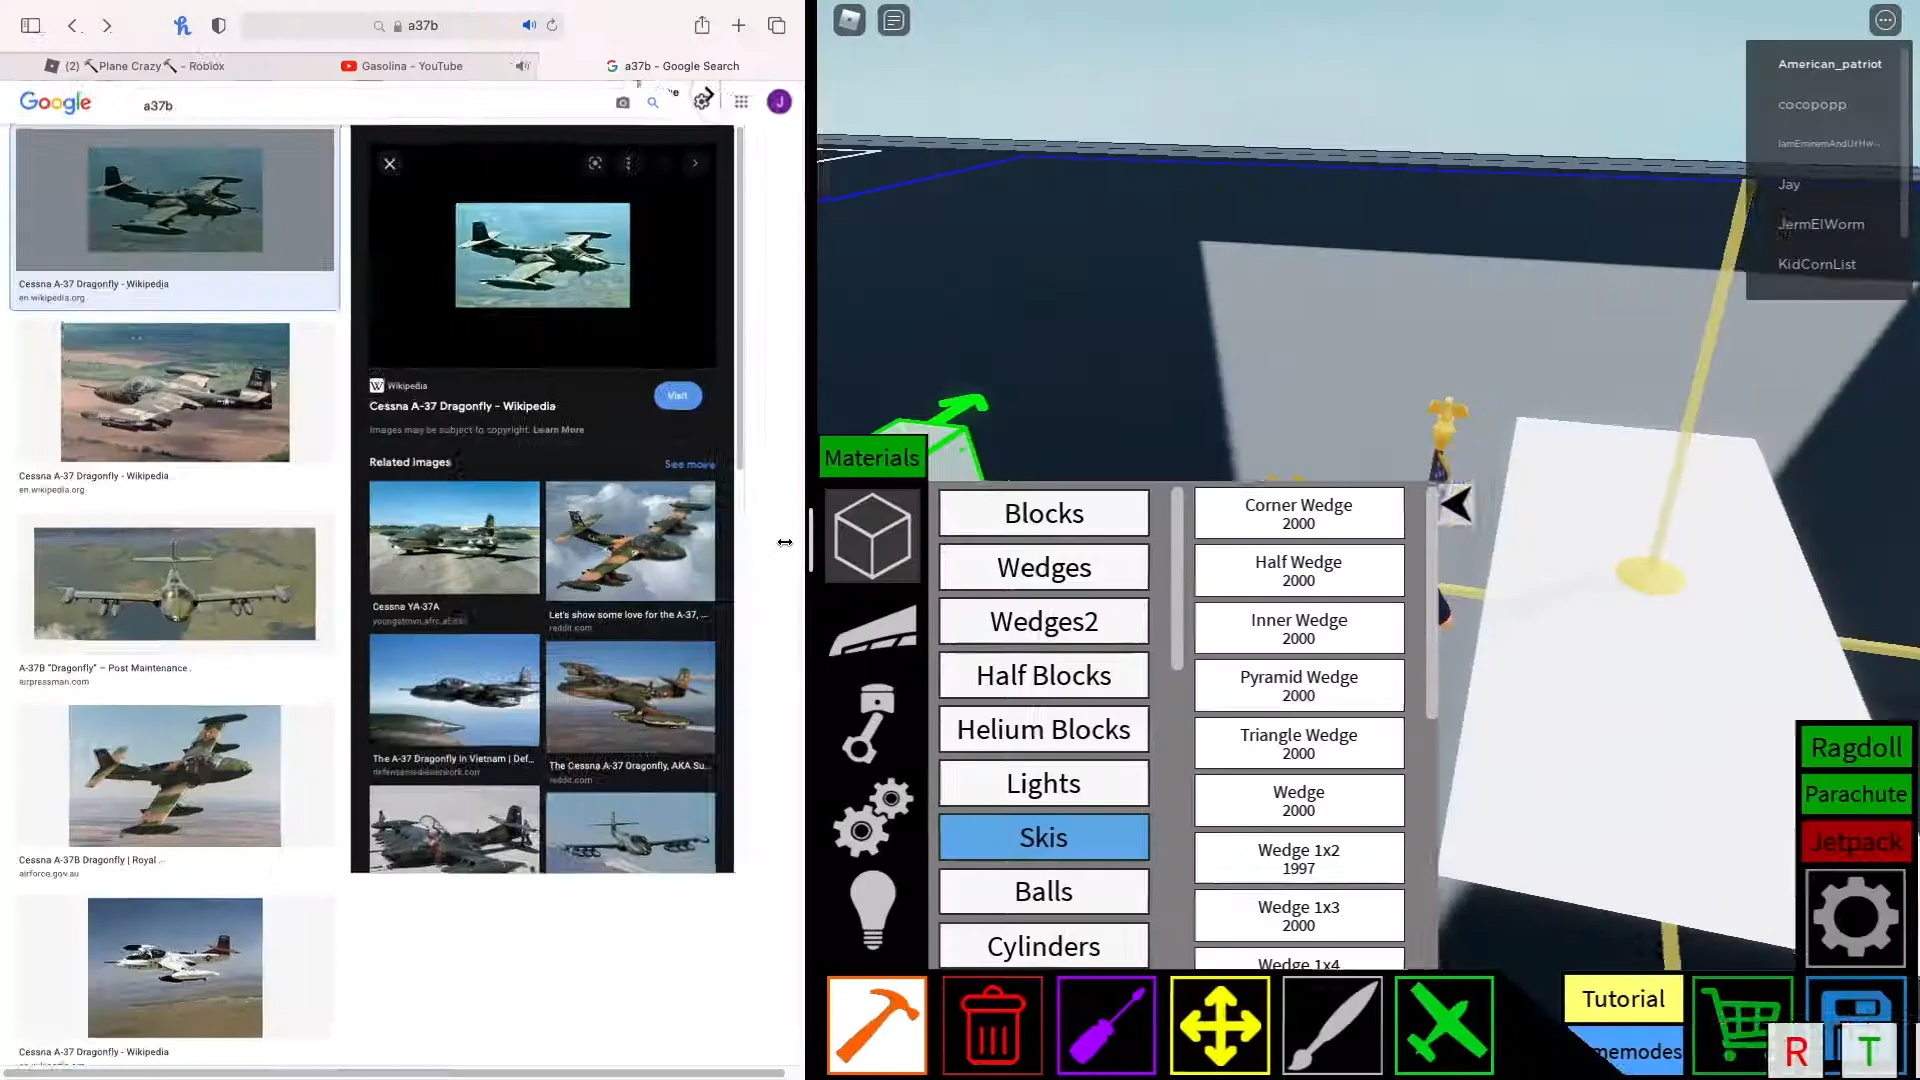 a37b
(2) 🔨Plane Crazy🔨 - Roblox
Gasolina - YouTube
a37b - Google Search
Google
a37b
J
Cessna A-37 Dragonfly - Wikipedia
en.wikipedia.org
Cessna A-37 Dragonfly - Wikipedia
en.wikipedia.org
A-37B "Dragonfly" – Post Maintenance .
airpressman.com
Cessna A-37B Dragonfly | Royal ...
airforce.gov.au
Cessna A-37 Dragonfly - Wikipedia
W Wikipedia
Visit
Cessna A-37 Dragonfly - Wikipedia
Images may be subject to copyright. Learn More
Related images
See more
Cessna YA-37A
Let's show some love for the A-37, ...
reddit.com
The A-37 Dragonfly In Vietnam | Def...
defensemedianetwork.com
The Cessna A-37 Dragonfly, AKA Su...
reddit.com
American_patriot
cocopopp
IamEminemAndUrHw...
Jay
JermElWorm
KidCornList
Materials
Blocks
Wedges
Wedges2
Half Blocks
Helium Blocks
Lights
Skis
Balls
Cylinders
Corner Wedge
2000
Half Wedge
2000
Inner Wedge
2000
Pyramid Wedge
2000
Triangle Wedge
2000
Wedge
2000
Wedge 1x2
1997
Wedge 1x3
2000
Wedge 1x4
Ragdoll
Parachute
Jetpack
Tutorial
nemodes
R
T